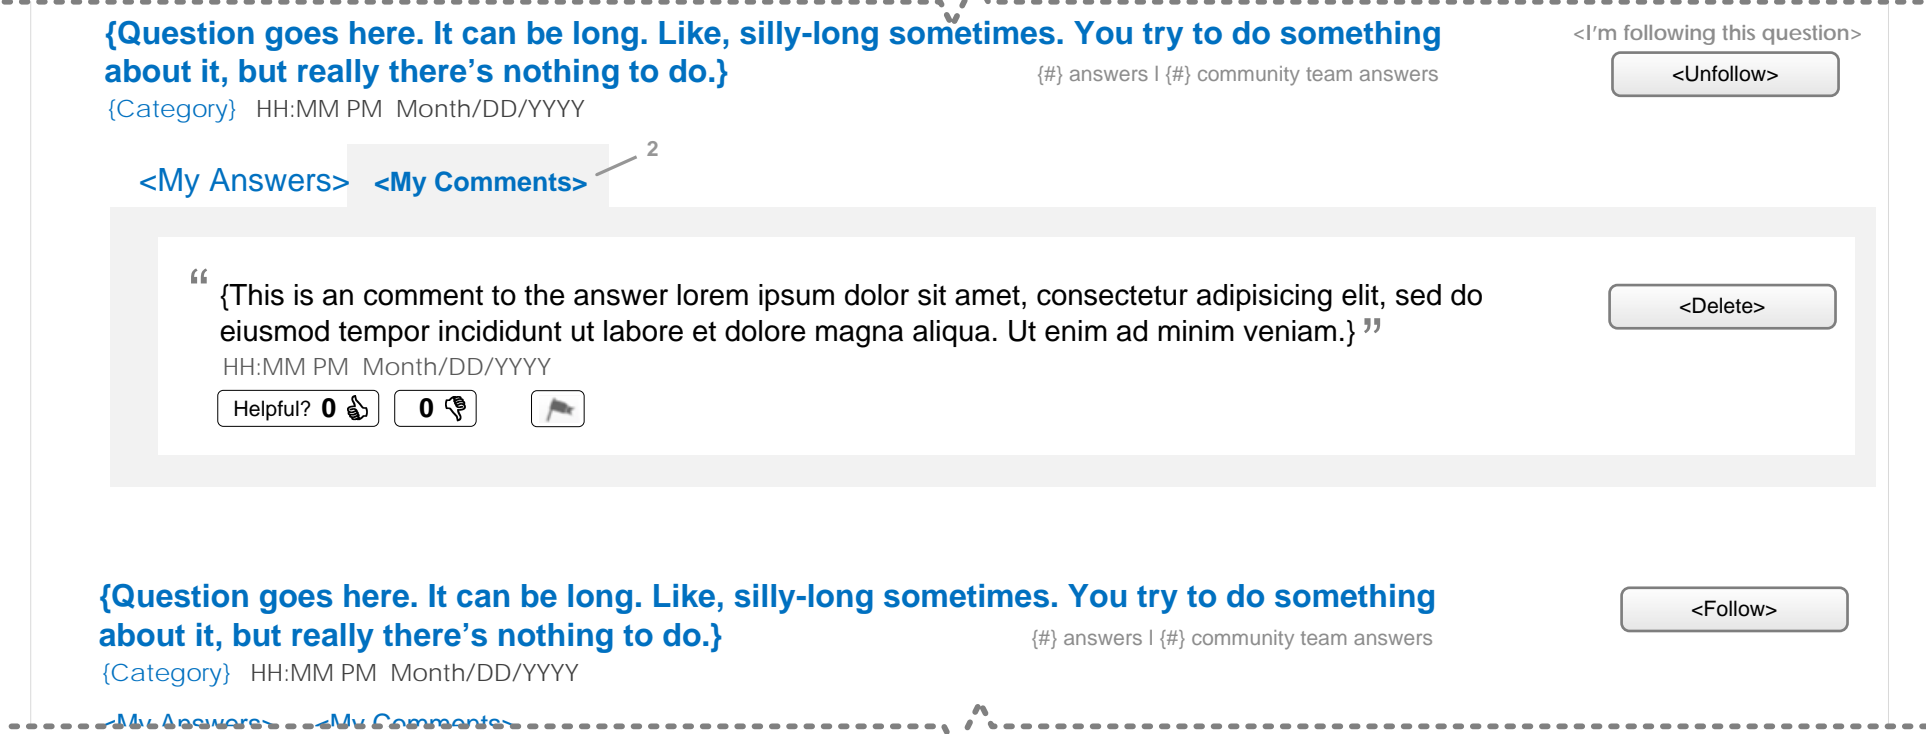 {Question goes here. It can be long. Like, silly-long sometimes. You try to do something
about it, but really there’s nothing to do.}
{#} answers l {#} community team answers
<I’m following this question>
<Unfollow>
{Category} HH:MM PM Month/DD/YYYY
<My Answers> <My Comments> 2
“ {This is an comment to the answer lorem ipsum dolor sit amet, consectetur adipisicing elit, sed do
eiusmod tempor incididunt ut labore et dolore magna aliqua. Ut enim ad minim veniam.} ”
<Delete>
HH:MM PM Month/DD/YYYY
Helpful? 0 0
{Question goes here. It can be long. Like, silly-long sometimes. You try to do something
about it, but really there’s nothing to do.}
{#} answers l {#} community team answers
<Follow>
{Category} HH:MM PM Month/DD/YYYY
<My Answers> <My Comments>